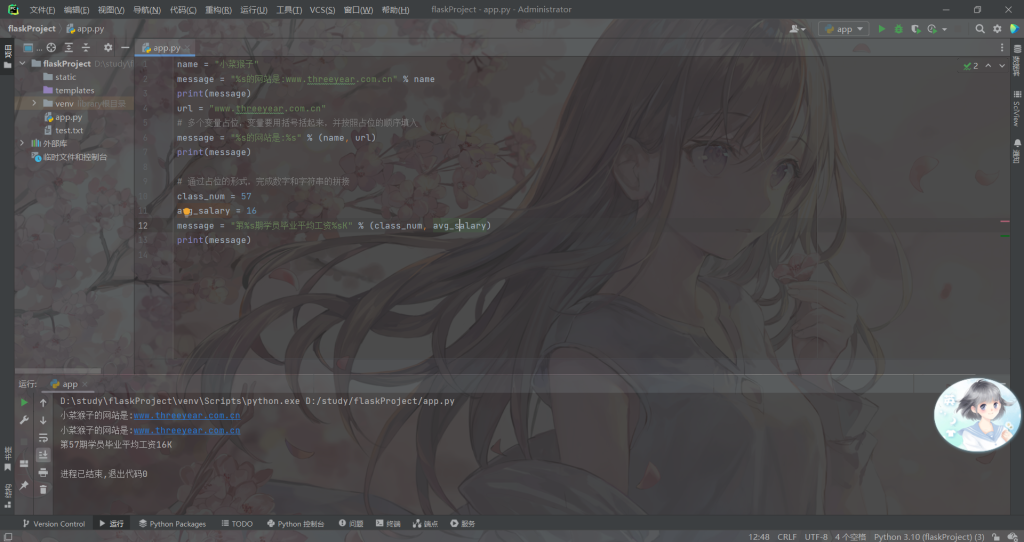 文件(F) 编辑(E) 视图(V) 导航(N) 代码(C) 重构(R) 运行(U) 工具(T) VCS(S) 窗口(W) 帮助(H) flaskProject - app.py - Administrator
flaskProject app.py app
... app.py
flaskProject D:\study\f
static
templates
venv library根目录
app.py
test.txt
外部库
临时文件和控制台
1 name = "小菜猴子"
2 message = "%s的网站是:www.threeyear.com.cn" % name
3 print(message)
4 url = "www.threeyear.com.cn"
# 多个变量占位，变量要用括号括起来，并按照占位的顺序填入
message = "%s的网站是:%s" % (name, url)
print(message)
# 通过占位的形式，完成数字和字符串的拼接
class_num = 57
avg_salary = 16
12 message = "第%s期学员毕业平均工资%sK" % (class_num, avg_salary)
13 print(message)
14
2
数据库
SciView
通知
运行: app
D:\study\flaskProject\venv\Scripts\python.exe D:/study/flaskProject/app.py
小菜猴子的网站是:www.threeyear.com.cn
小菜猴子的网站是:www.threeyear.com.cn
第57期学员毕业平均工资16K
进程已结束,退出代码0
Version Control 运行 Python Packages TODO Python 控制台 问题 终端 端点 服务
12:48 CRLF UTF-8 4 个空格 Python 3.10 (flaskProject) (3)